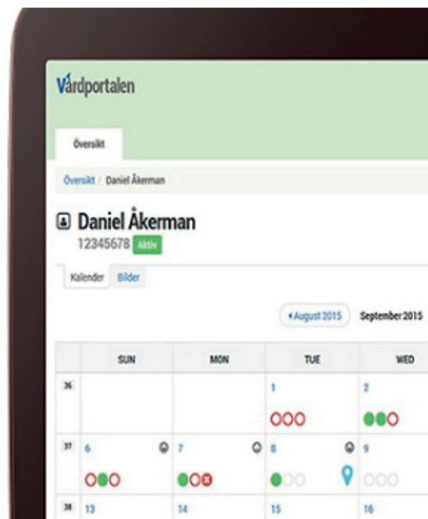 Vårdportalen
Översikt
Översikt / Daniel Åkerman
Daniel Åkerman
12345678 Aktiv
Kalender Bilder
August 2015 September 2015
SUN MON TUE WED
36 1 2
37 6 7 8 9
38 13 14 15 16